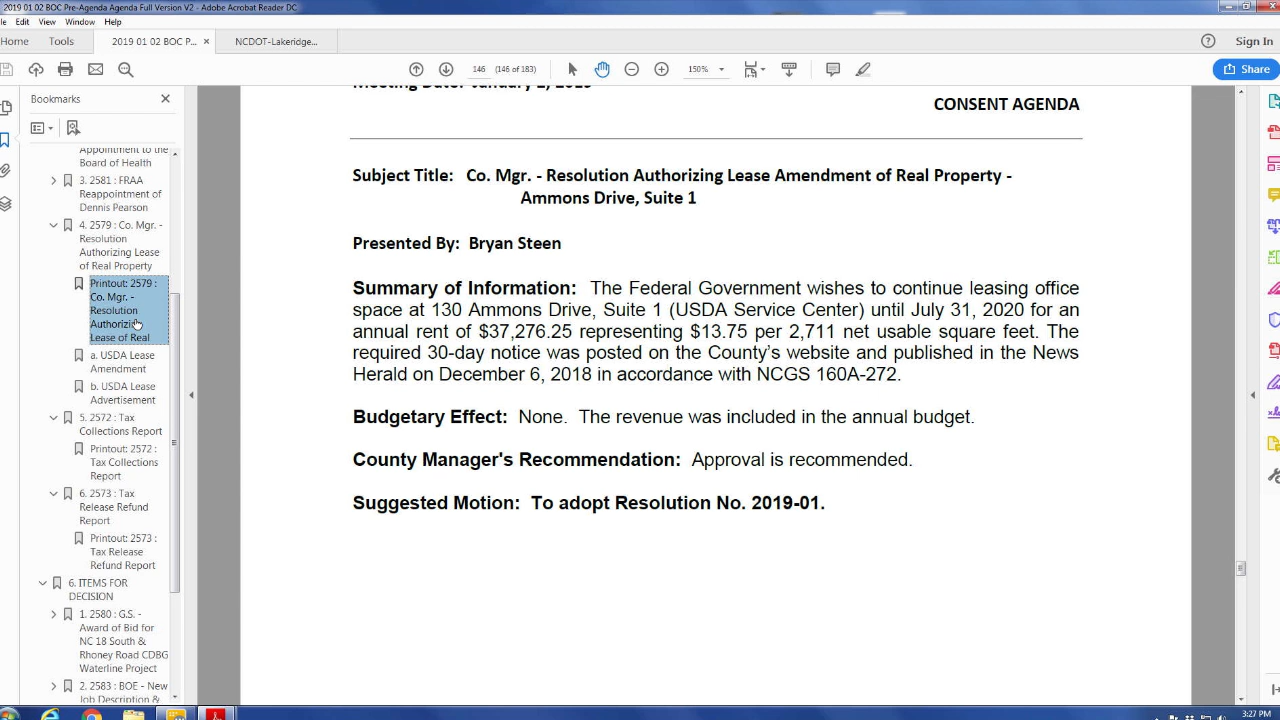 2019 01 02 BOC Pre-Agenda Agenda Full Version V2 - Adobe Acrobat Reader DC
Edit View Window Help
Home Tools 2019 01 02 BOC P... × NCDOT-Lakeridge... Sign In
146 (146 of 183) 150% Share
Bookmarks
Appointment to the
Board of Health
3. 2581 : FRAA
Reappointment of
Dennis Pearson
4. 2579 : Co. Mgr. -
Resolution
Authorizing Lease
of Real Property
Printout: 2579 :
Co. Mgr. -
Resolution
Authorizing
Lease of Real
a. USDA Lease
Amendment
b. USDA Lease
Advertisement
5. 2572 : Tax
Collections Report
Printout: 2572 :
Tax Collections
Report
6. 2573 : Tax
Release Refund
Report
Printout: 2573 :
Tax Release
Refund Report
6. ITEMS FOR
DECISION
1. 2580 : G.S. -
Award of Bid for
NC 18 South &
Rhoney Road CDBG
Waterline Project
2. 2583 : BOE - New
Job Description &
Meeting Date: January 2, 2019
CONSENT AGENDA
Subject Title: Co. Mgr. - Resolution Authorizing Lease Amendment of Real Property -
Ammons Drive, Suite 1
Presented By: Bryan Steen
Summary of Information: The Federal Government wishes to continue leasing office
space at 130 Ammons Drive, Suite 1 (USDA Service Center) until July 31, 2020 for an
annual rent of $37,276.25 representing $13.75 per 2,711 net usable square feet. The
required 30-day notice was posted on the County’s website and published in the News
Herald on December 6, 2018 in accordance with NCGS 160A-272.
Budgetary Effect: None. The revenue was included in the annual budget.
County Manager's Recommendation: Approval is recommended.
Suggested Motion: To adopt Resolution No. 2019-01.
3:27 PM